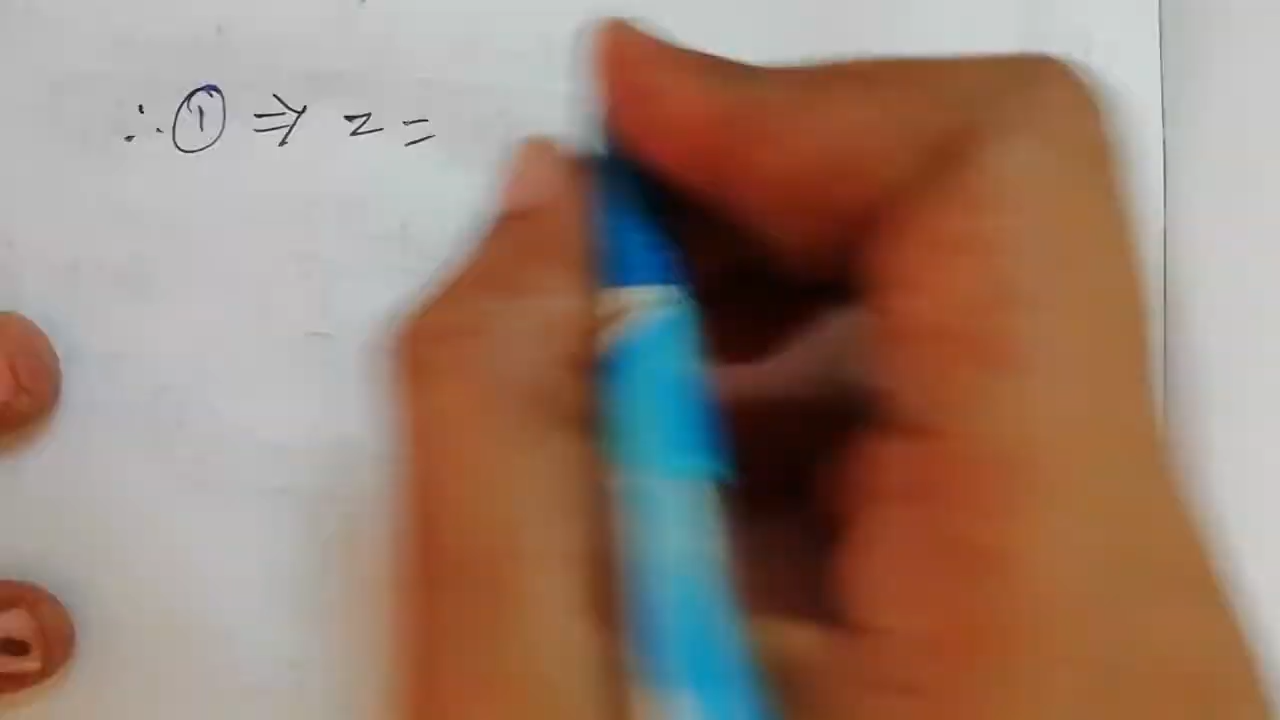 ∴ ① ⇒ z =